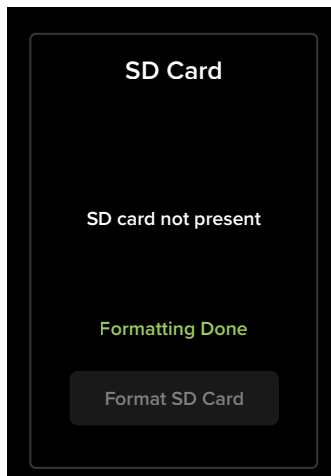 SD Card
SD card not present
Formatting Done
Format SD Card